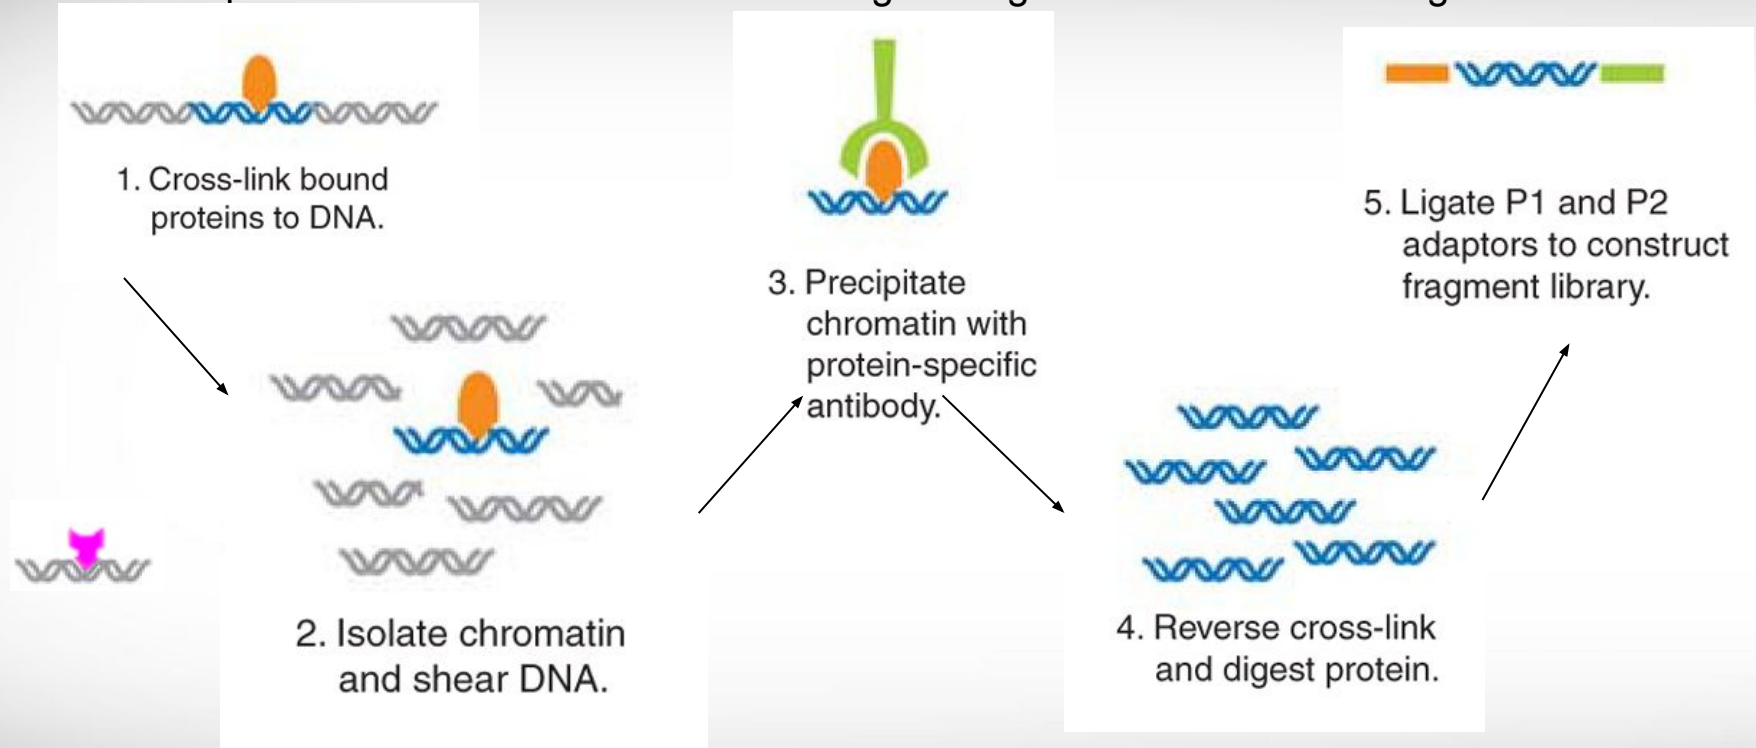 1. Cross-link bound
proteins to DNA.
2. Isolate chromatin
and shear DNA.
3. Precipitate
chromatin with
protein-specific
antibody.
4. Reverse cross-link
and digest protein.
5. Ligate P1 and P2
adaptors to construct
fragment library.